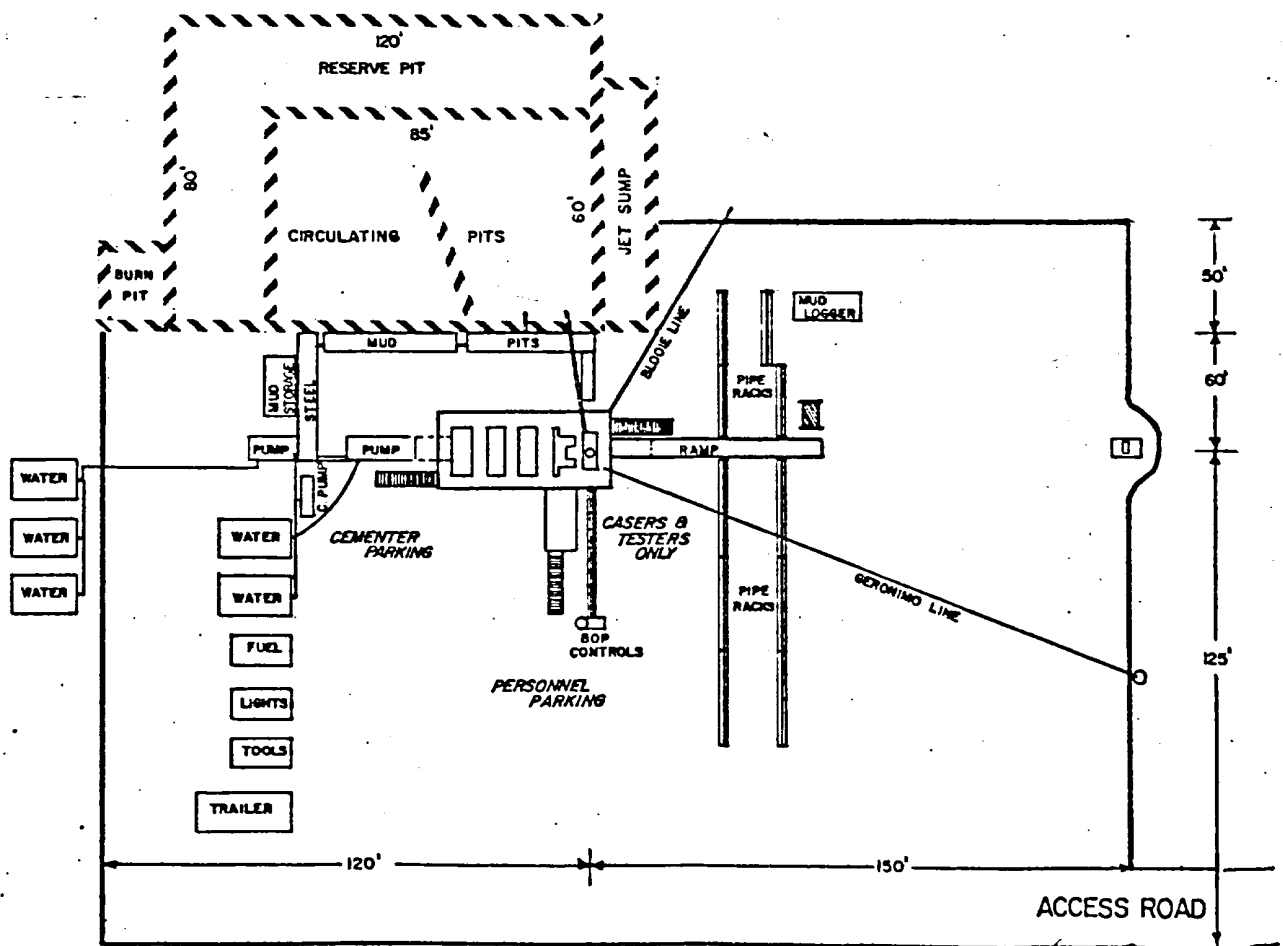 120'
RESERVE PIT
85'
80'
60'
JET SUMP
CIRCULATING PITS
BURN
PIT
50'
MUD
LOGGER
BLOOIE LINE
MUD PITS
MUD
STORAGE
STEEL
PIPE
RACKS
60'
PUMP
PUMP
RAMP
WATER
C. PUMP
WATER
WATER
CEMENTER
PARKING
CASERS &
TESTERS
ONLY
WATER
WATER
GERONIMO LINE
PIPE
RACKS
FUEL
BOP
CONTROLS
125'
LIGHTS
PERSONNEL
PARKING
TOOLS
TRAILER
120'
150'
ACCESS ROAD